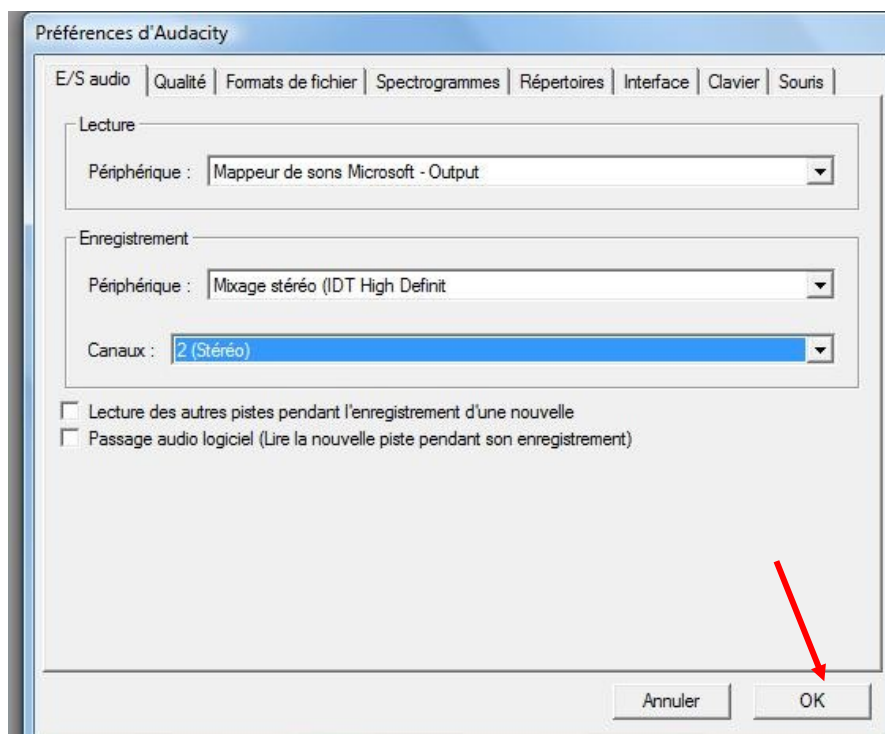 Préférences d'Audacity
E/S audio Qualité Formats de fichier Spectrogrammes Répertoires Interface Clavier Souris
Lecture
Périphérique : Mappeur de sons Microsoft - Output
Enregistrement
Périphérique : Mixage stéréo (IDT High Definit
Canaux : 2 (Stéréo)
Lecture des autres pistes pendant l'enregistrement d'une nouvelle
Passage audio logiciel (Lire la nouvelle piste pendant son enregistrement)
Annuler OK